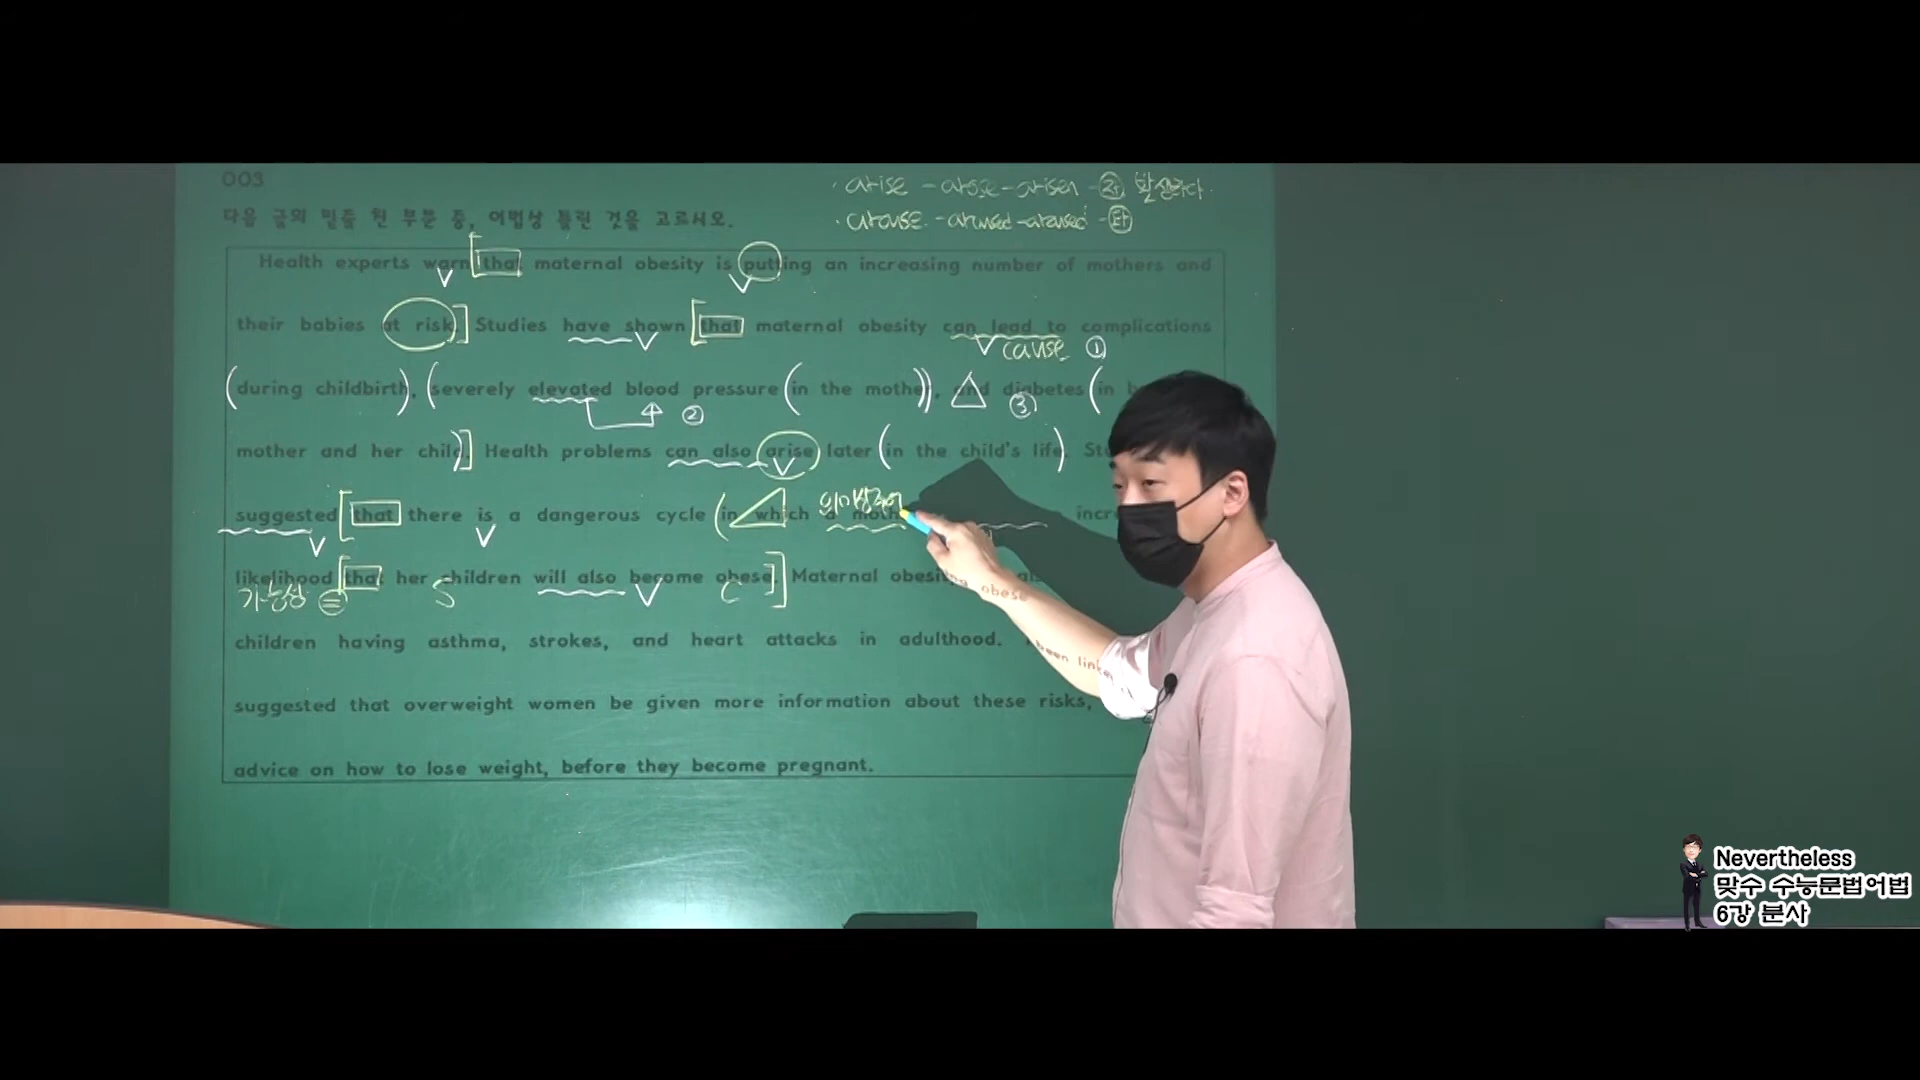 003
다음 글의 밑줄 친 부분 중, 어법상 틀린 것을 고르시오.
· arise - arose - arisen - 자 발생하다.
· arouse - aroused - aroused - 타
Health experts warn that maternal obesity is putting an increasing number of mothers and
their babies at risk. Studies have shown that maternal obesity can lead to complications
cause ①
during childbirth, severely elevated blood pressure in the mother, and diabetes in
② ③
mother and her child. Health problems can also arise later in the child's life.
suggested that there is a dangerous cycle in which a
likelihood that her children will also become obese. Maternal
가능성 = S V C
children having asthma, strokes, and heart attacks in adulthood.
suggested that overweight women be given more information about these risks,
advice on how to lose weight, before they become pregnant.
Nevertheless
맞수 수능문법어법
6강 분사